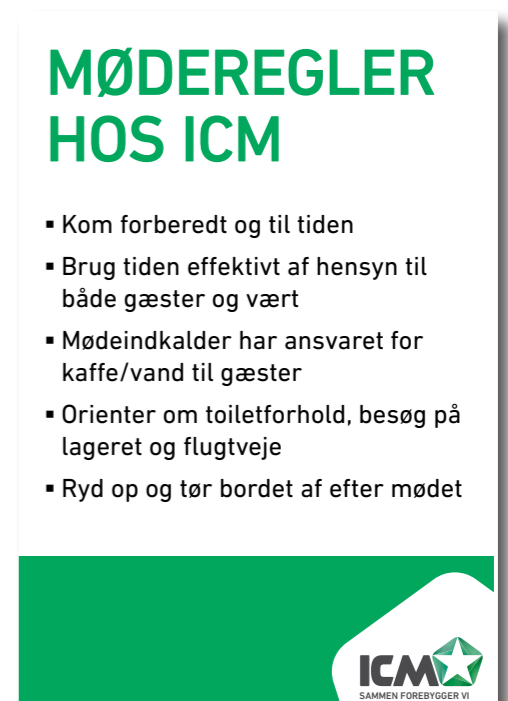 MØDEREGLER
HOS ICM
▪ Kom forberedt og til tiden
▪ Brug tiden effektivt af hensyn til
både gæster og vært
▪ Mødeindkalder har ansvaret for
kaffe/vand til gæster
▪ Orienter om toiletforhold, besøg på
lageret og flugtveje
▪ Ryd op og tør bordet af efter mødet
ICM
SAMMEN FOREBYGGER VI